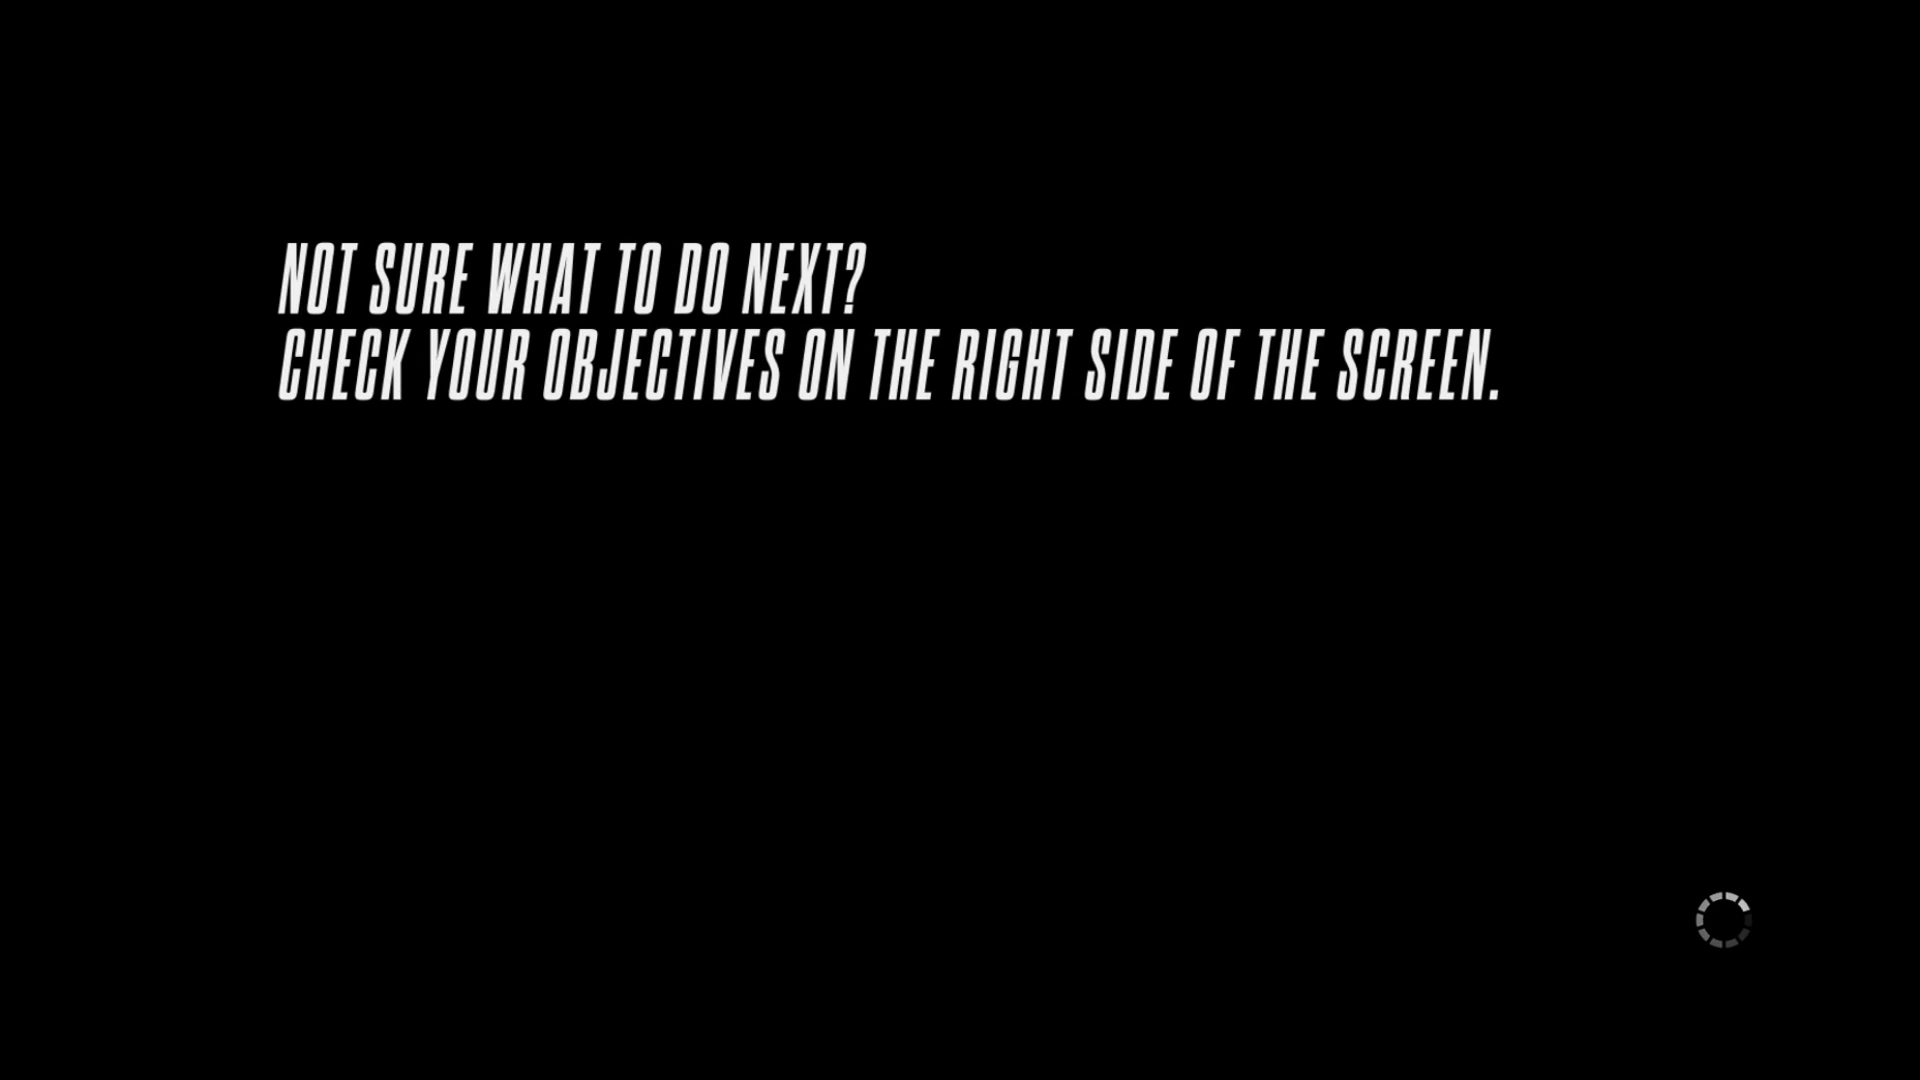 NOT SURE WHAT TO DO NEXT?
CHECK YOUR OBJECTIVES ON THE RIGHT SIDE OF THE SCREEN.